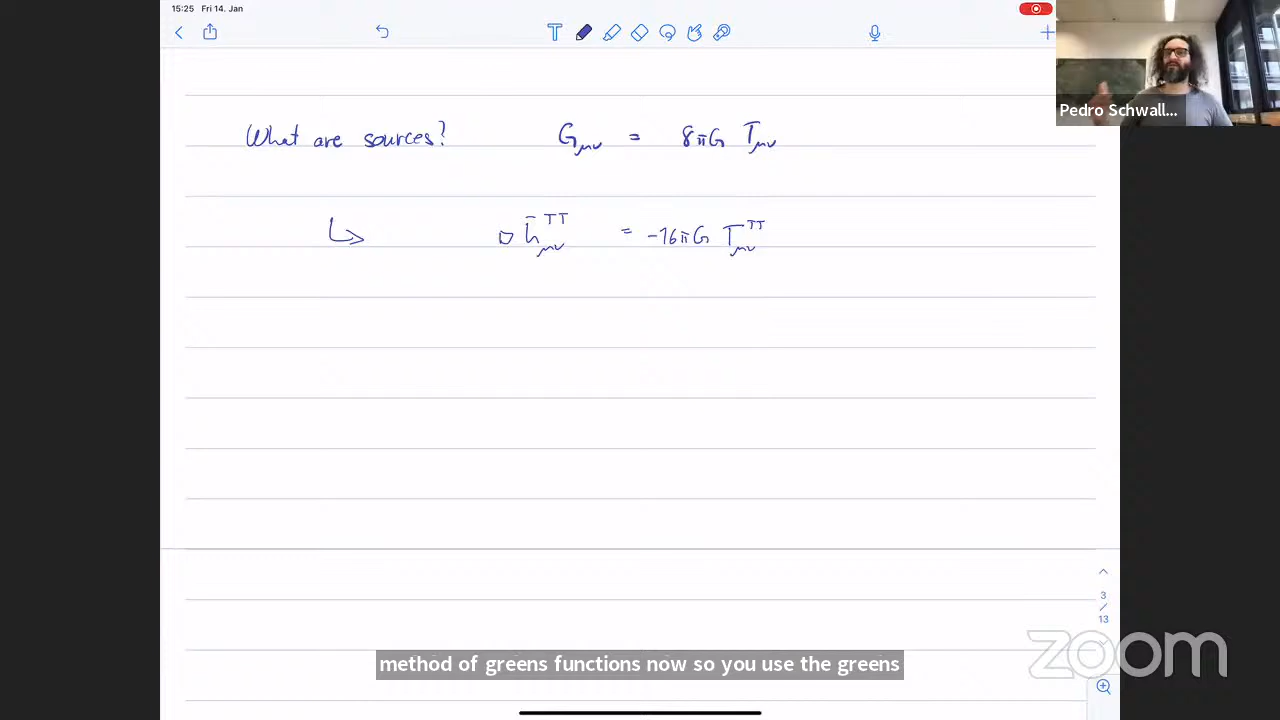 15:25 Fri 14. Jan
Pedro Schwall...
What are sources? G_μν = 8πG T_μν
↳ □ h̄_μν^TT = -16πG T_μν^TT
3
/
13
method of greens functions now so you use the greens
zoom